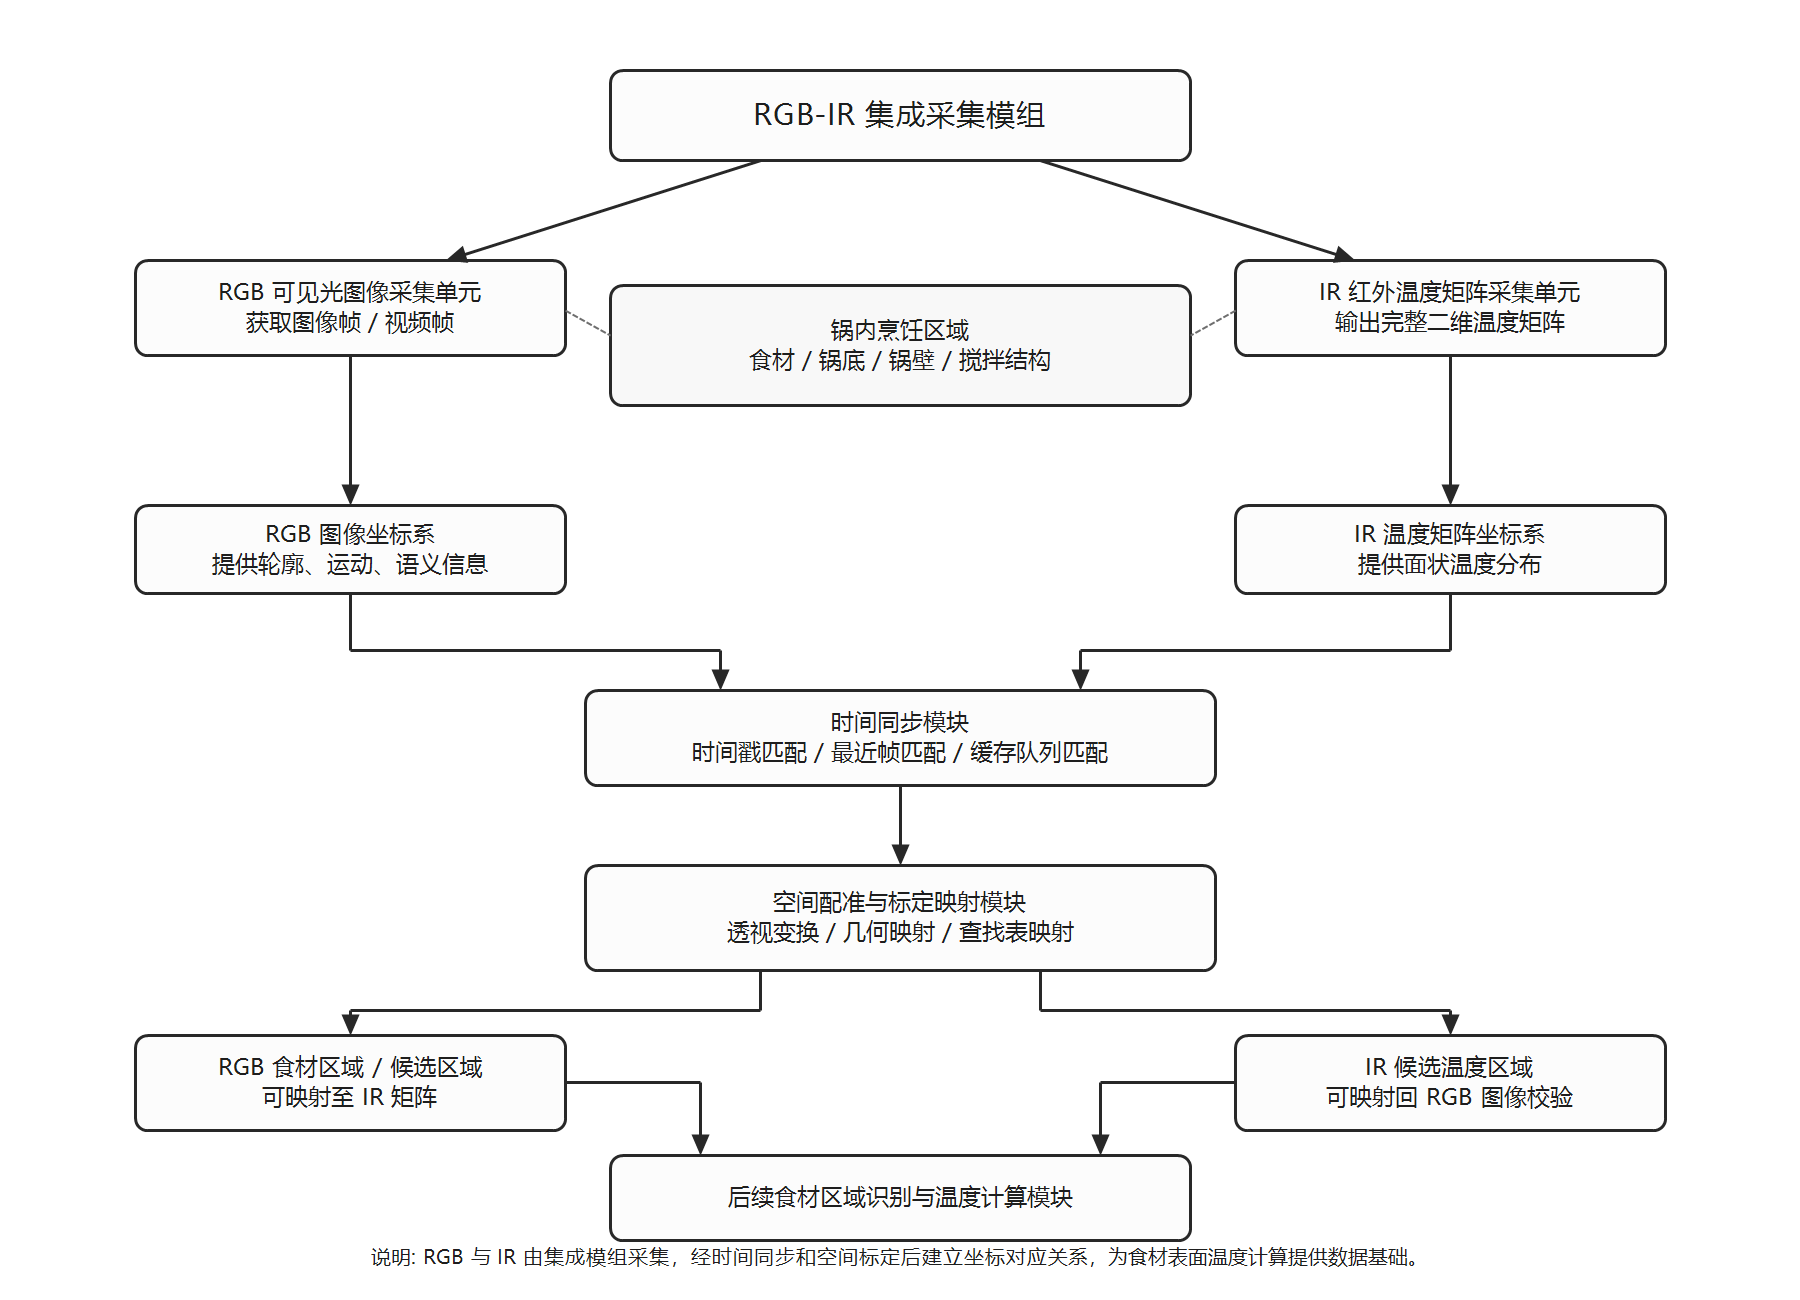 RGB-IR 集成采集模组
RGB 可见光图像采集单元
获取图像帧 / 视频帧
锅内烹饪区域
食材 / 锅底 / 锅壁 / 搅拌结构
IR 红外温度矩阵采集单元
输出完整二维温度矩阵
RGB 图像坐标系
提供轮廓、运动、语义信息
IR 温度矩阵坐标系
提供面状温度分布
时间同步模块
时间戳匹配 / 最近帧匹配 / 缓存队列匹配
空间配准与标定映射模块
透视变换 / 几何映射 / 查找表映射
RGB 食材区域 / 候选区域
可映射至 IR 矩阵
IR 候选温度区域
可映射回 RGB 图像校验
后续食材区域识别与温度计算模块
说明: RGB 与 IR 由集成模组采集，经时间同步和空间标定后建立坐标对应关系，为食材表面温度计算提供数据基础。